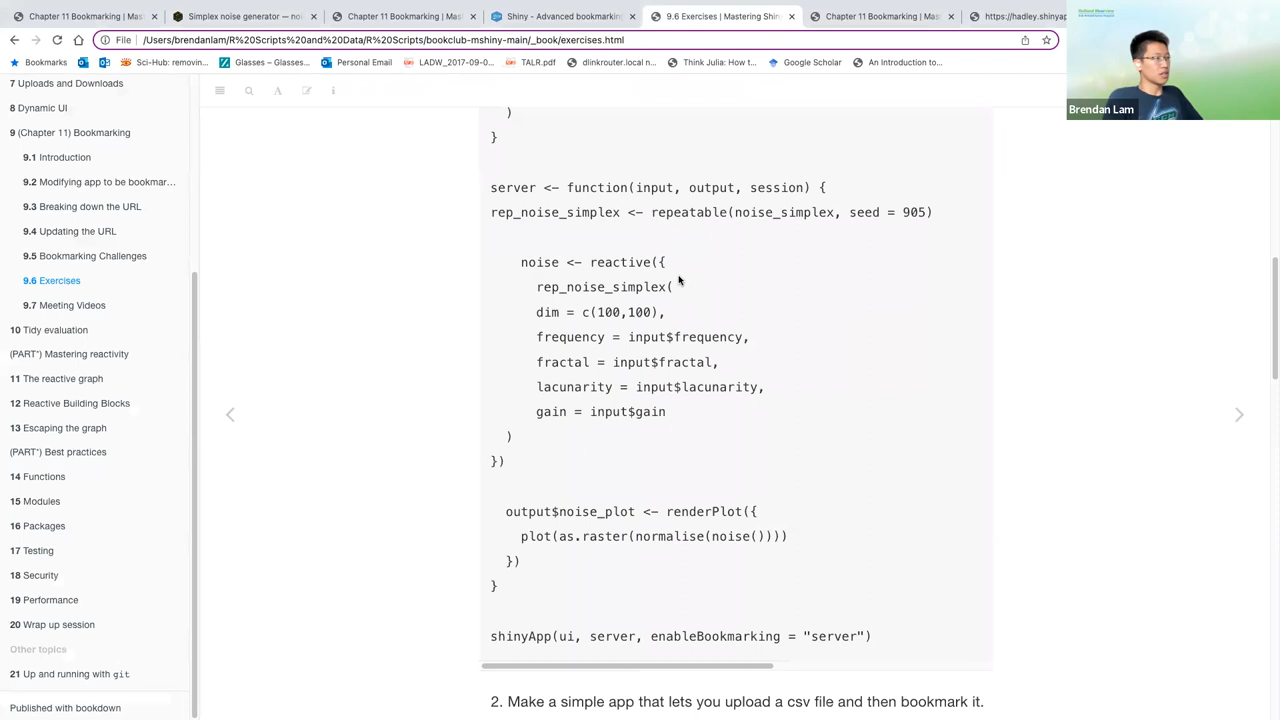 Chapter 11 Bookmarking | Mast
Simplex noise generator — noi
Chapter 11 Bookmarking | Mast
Shiny - Advanced bookmarking
9.6 Exercises | Mastering Shin
Chapter 11 Bookmarking | Mast
https://hadley.shinyap
File
/Users/brendanlam/R%20Scripts%20and%20Data/R%20Scripts/bookclub-mshiny-main/_book/exercises.html
Bookmarks
Sci-Hub: removin...
Glasses – Glasses...
Personal Email
LADW_2017-09-0...
TALR.pdf
dlinkrouter.local n...
Think Julia: How t...
Google Scholar
An Introduction to...
Brendan Lam
7 Uploads and Downloads
8 Dynamic UI
9 (Chapter 11) Bookmarking
9.1 Introduction
9.2 Modifying app to be bookmar...
9.3 Breaking down the URL
9.4 Updating the URL
9.5 Bookmarking Challenges
9.6 Exercises
9.7 Meeting Videos
10 Tidy evaluation
(PART*) Mastering reactivity
11 The reactive graph
12 Reactive Building Blocks
13 Escaping the graph
(PART*) Best practices
14 Functions
15 Modules
16 Packages
17 Testing
18 Security
19 Performance
20 Wrap up session
Other topics
21 Up and running with git
Published with bookdown
)
}
server <- function(input, output, session) {
rep_noise_simplex <- repeatable(noise_simplex, seed = 905)
noise <- reactive({
rep_noise_simplex(
dim = c(100,100),
frequency = input$frequency,
fractal = input$fractal,
lacunarity = input$lacunarity,
gain = input$gain
)
})
output$noise_plot <- renderPlot({
plot(as.raster(normalise(noise())))
})
}
shinyApp(ui, server, enableBookmarking = "server")
2. Make a simple app that lets you upload a csv file and then bookmark it.